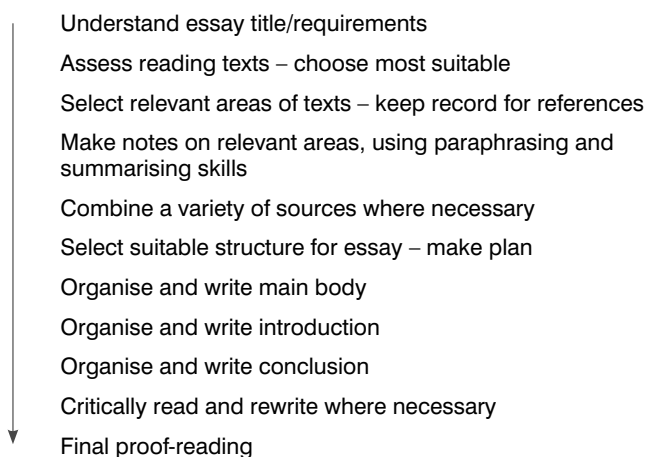 Understand essay title/requirements
Assess reading texts – choose most suitable
Select relevant areas of texts – keep record for references
Make notes on relevant areas, using paraphrasing and
summarising skills
Combine a variety of sources where necessary
Select suitable structure for essay – make plan
Organise and write main body
Organise and write introduction
Organise and write conclusion
Critically read and rewrite where necessary
Final proof-reading